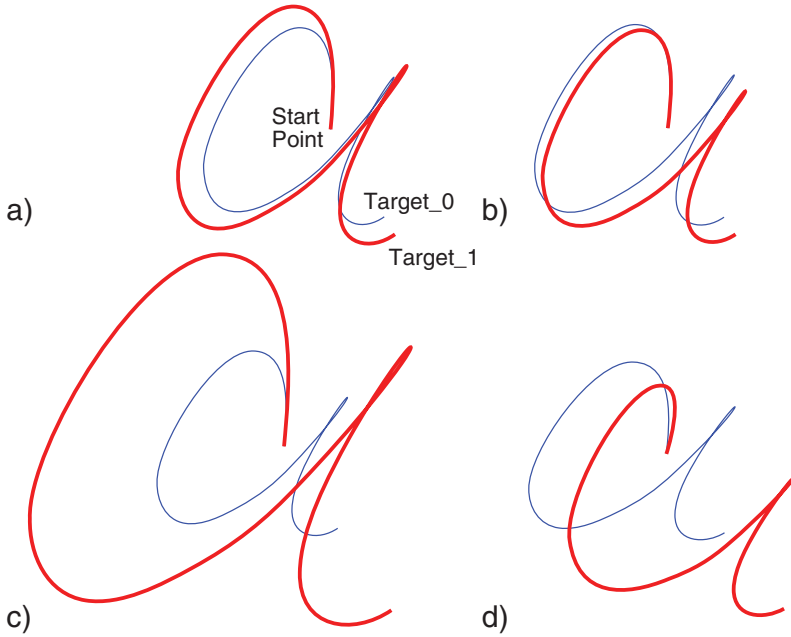 Start
Point
a)
Target_0
b)
Target_1
c)
d)